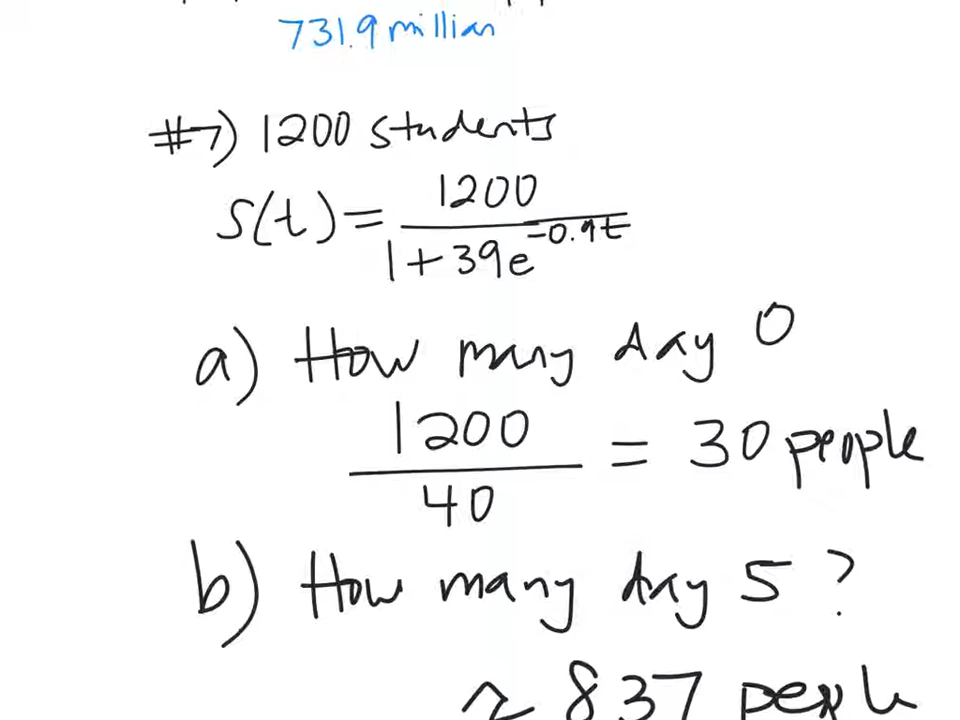 731.9 million
#7) 1200 students
S(t) = 1200 / 1 + 39e^-0.9t
a) How many day 0
1200 / 40 = 30 people
b) How many day 5 ?
≈ 837 people